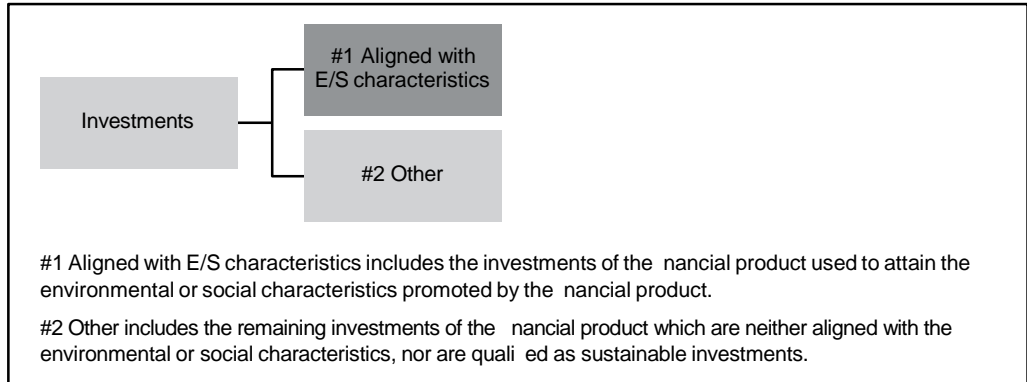 #1 Aligned with
E/S characteristics
Investments
#2 Other
#1 Aligned with E/S characteristics includes the investments of the nancial product used to attain the
environmental or social characteristics promoted by the nancial product.
#2 Other includes the remaining investments of the nancial product which are neither aligned with the
environmental or social characteristics, nor are quali ed as sustainable investments.